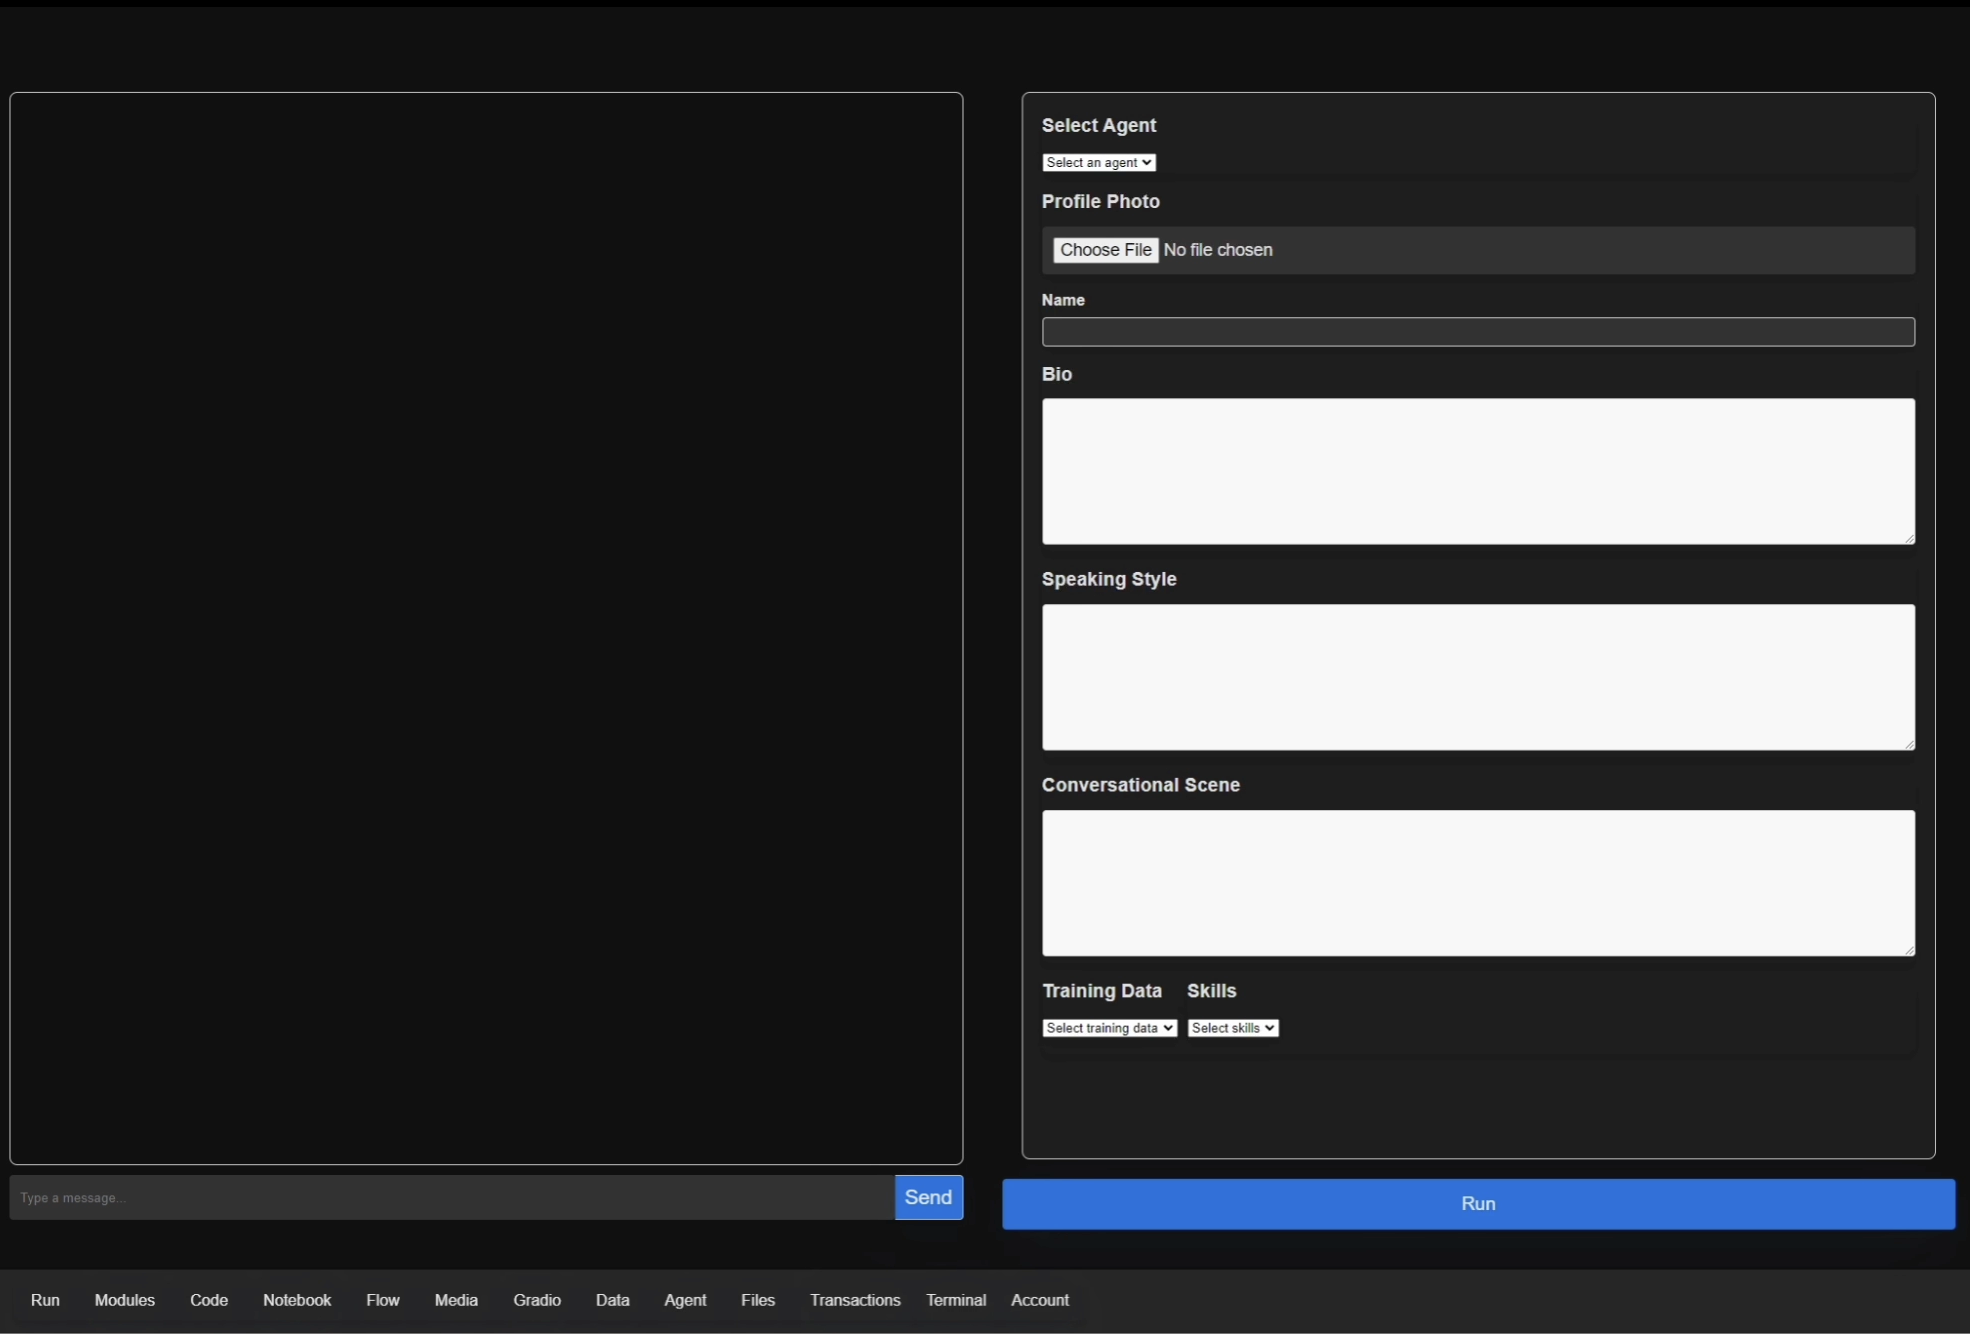 Select Agent
Select an agent
Profile Photo
Choose File No file chosen
Name
Bio
Speaking Style
Conversational Scene
Training Data Skills
Select training data Select skills
Type a message...
Send
Run
Run Modules Code Notebook Flow Media Gradio Data Agent Files Transactions Terminal Account